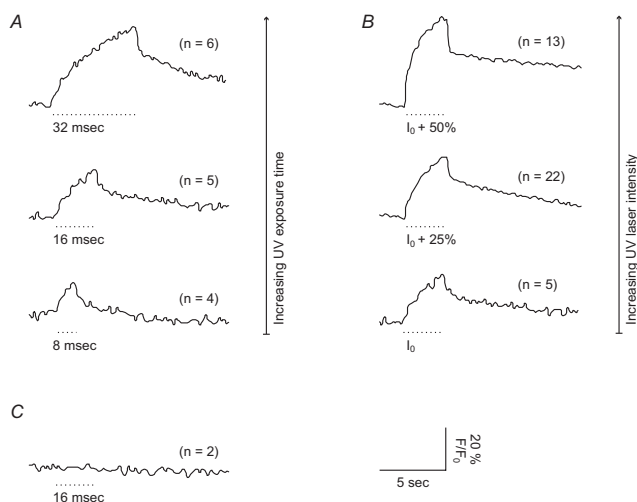 A
(n = 6)
32 msec
(n = 5)
16 msec
(n = 4)
8 msec
Increasing UV exposure time
B
(n = 13)
I0 + 50%
(n = 22)
I0 + 25%
(n = 5)
I0
Increasing UV laser intensity
C
(n = 2)
16 msec
20 %
F/F0
5 sec